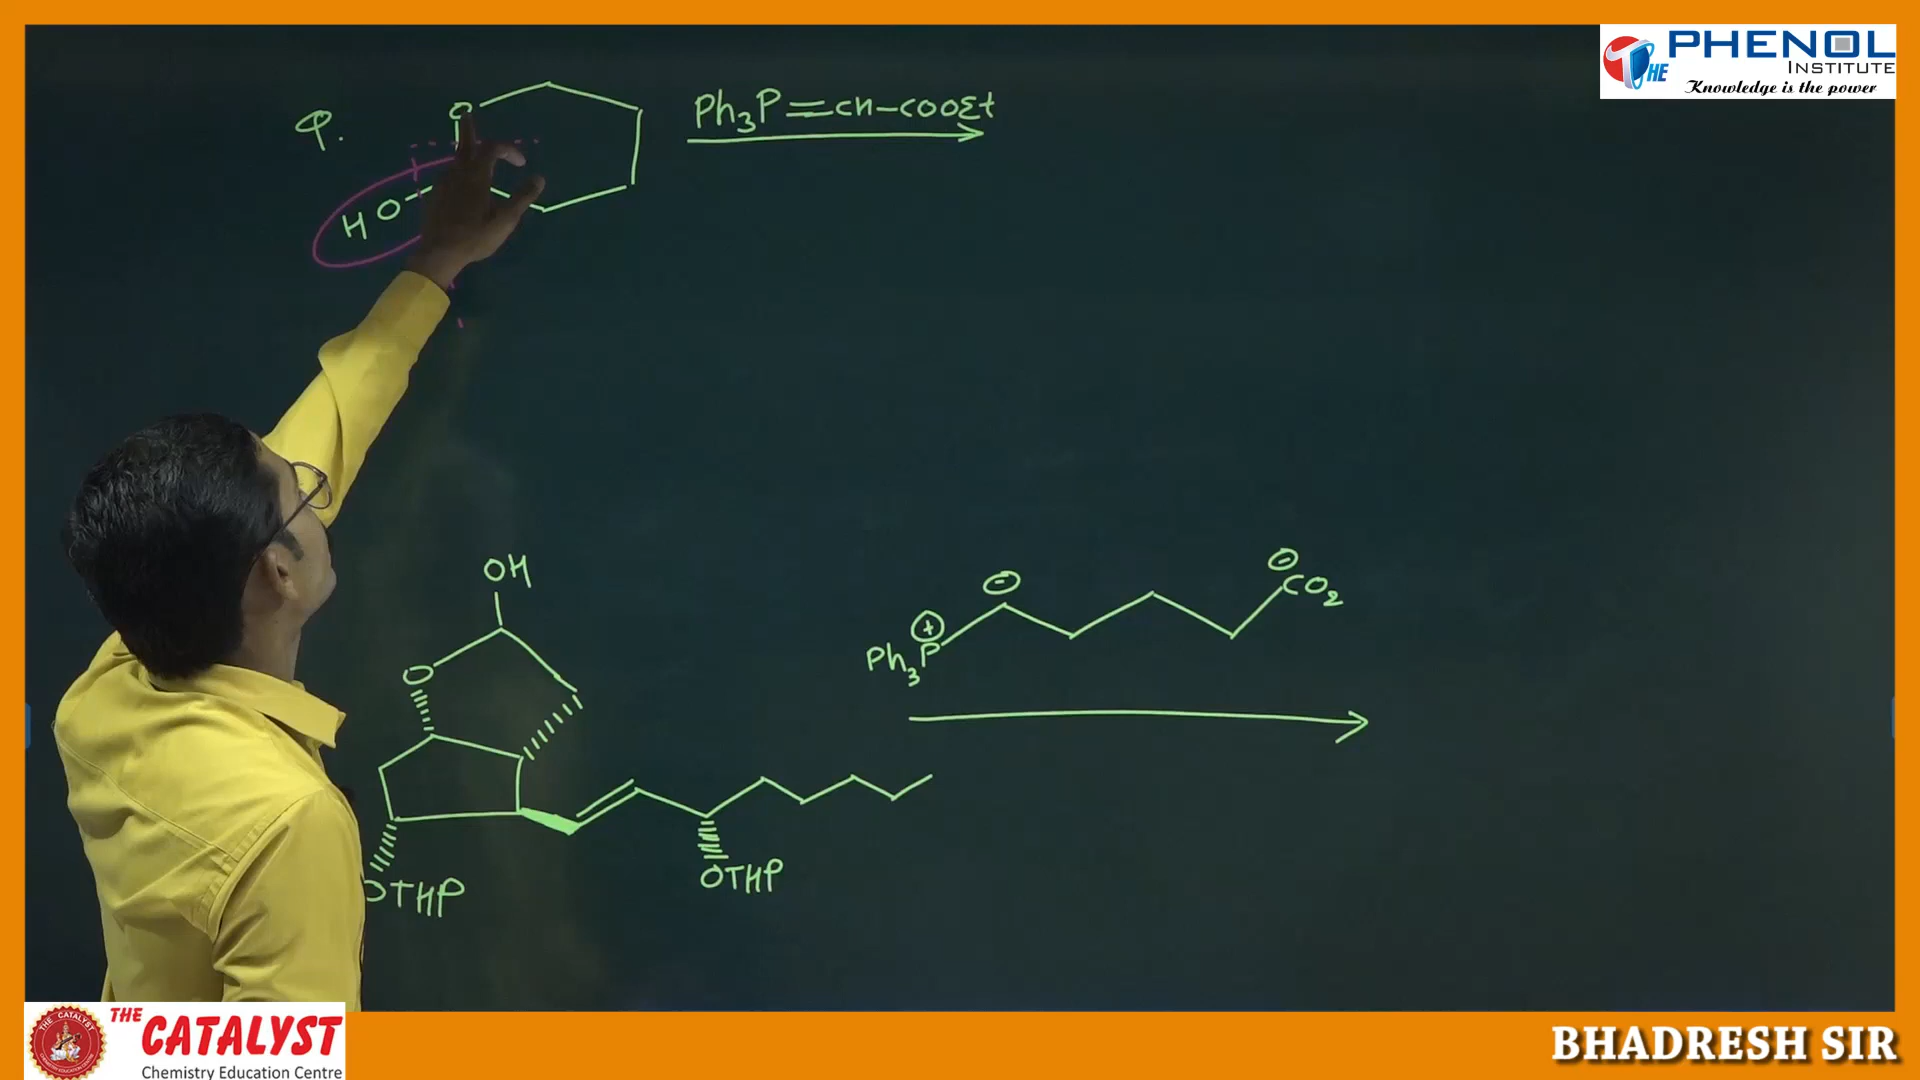 PHENOL
INSTITUTE
THE
Knowledge is the power
Q.
O
Ph3P=CH-COOEt
HO
OH
O
⊖
⊖
CO2
⊕
Ph3P
OTHP
OTHP
THE
CATALYST
Chemistry Education Centre
BHADRESH SIR